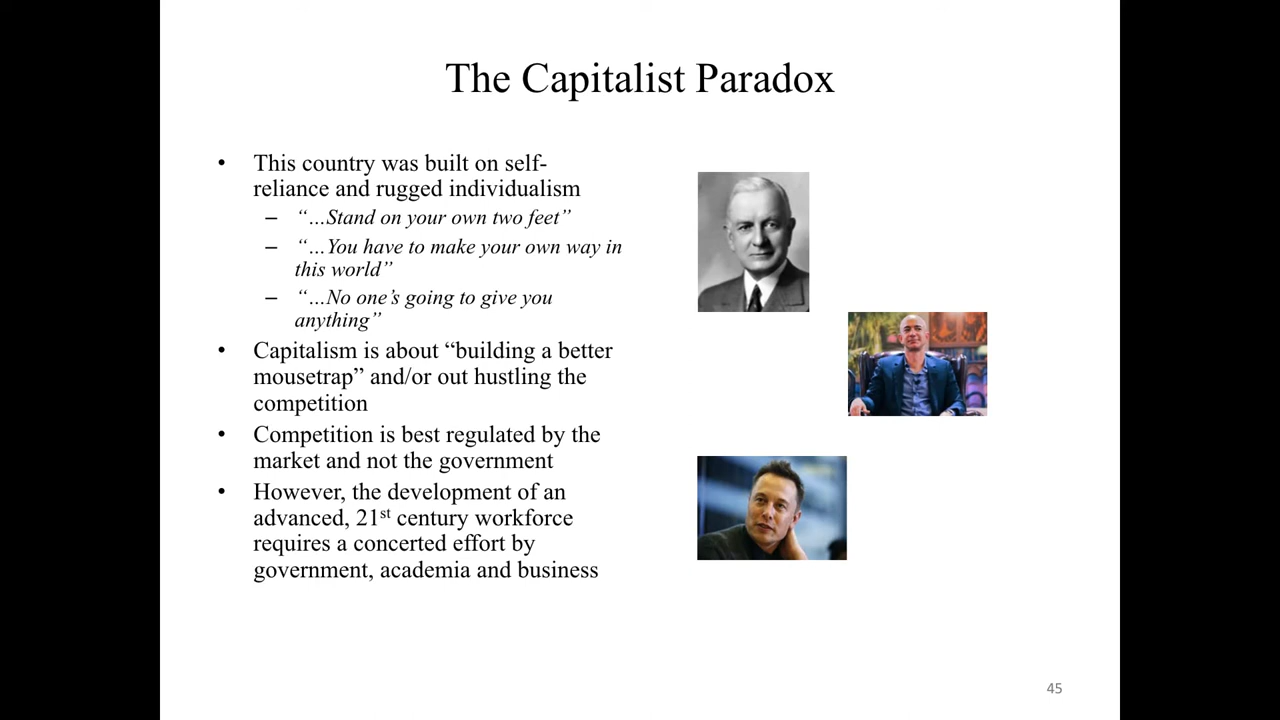 The Capitalist Paradox
• This country was built on self-
reliance and rugged individualism
– “…Stand on your own two feet”
– “…You have to make your own way in
this world”
– “…No one’s going to give you
anything”
• Capitalism is about “building a better
mousetrap” and/or out hustling the
competition
• Competition is best regulated by the
market and not the government
• However, the development of an
advanced, 21st century workforce
requires a concerted effort by
government, academia and business
45